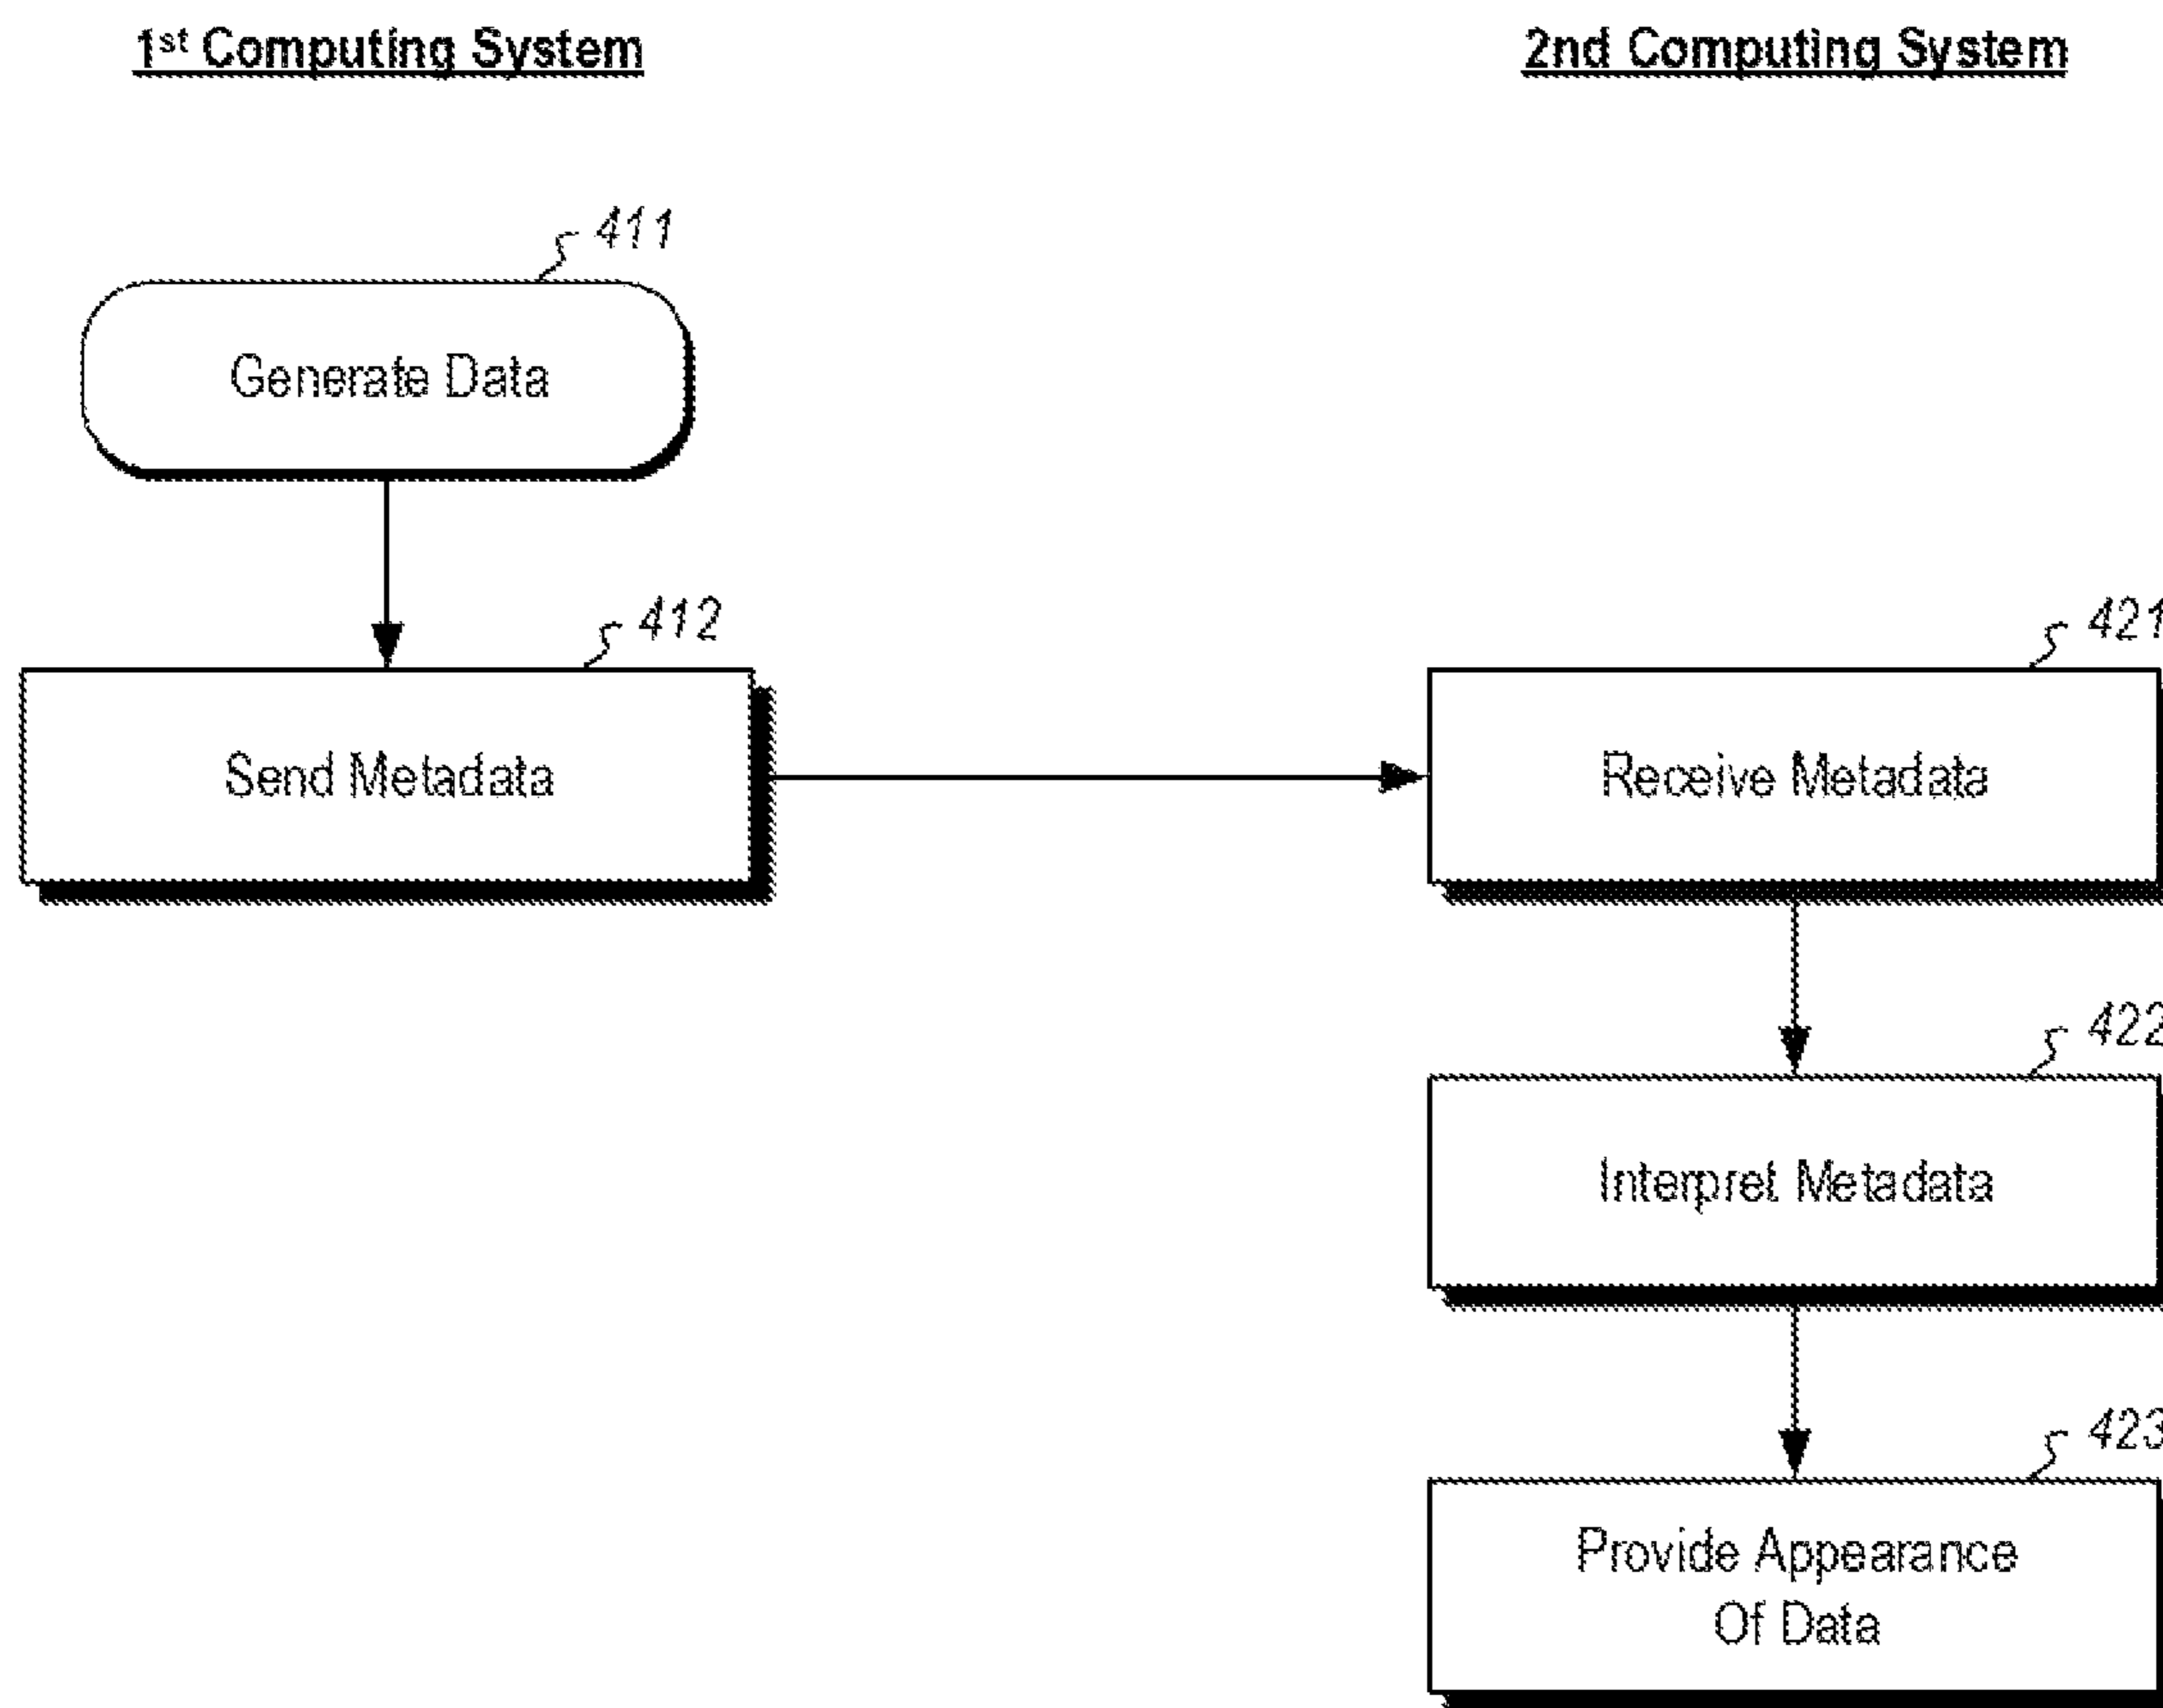 1st Computing System
2nd Computing System
411
Generate Data
412
Send Metadata
421
Receive Metadata
422
Interpret Metadata
423
Provide Appearance
Of Data